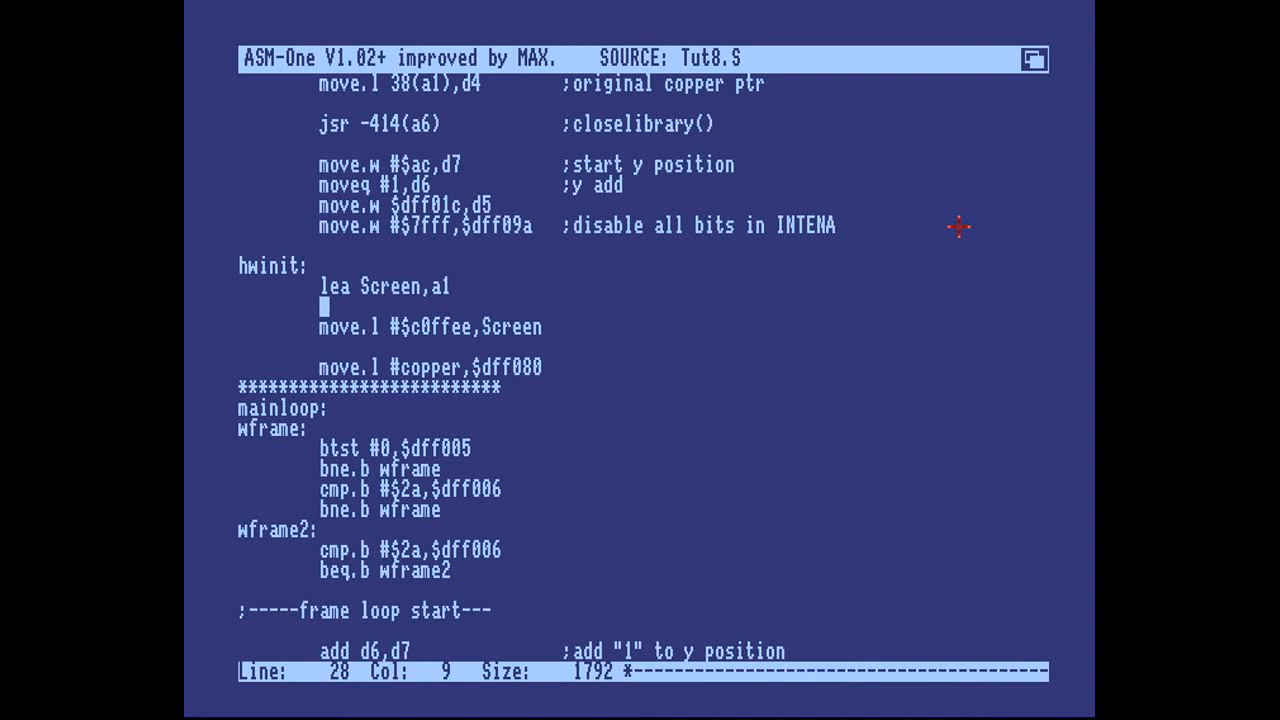 ASM-One V1.02+ improved by MAX.    SOURCE: Tut8.S
move.l 38(a1),d4        ;original copper ptr
jsr -414(a6)            ;closelibrary()
move.w #$ac,d7          ;start y position
moveq #1,d6             ;y add
move.w $dff01c,d5
move.w #$7fff,$dff09a   ;disable all bits in INTENA
hwinit:
lea Screen,a1
move.l #$c0ffee,Screen
move.l #copper,$dff080
**************************
mainloop:
wframe:
btst #0,$dff005
bne.b wframe
cmp.b #$2a,$dff006
bne.b wframe
wframe2:
cmp.b #$2a,$dff006
beq.b wframe2
;-----frame loop start---
add d6,d7               ;add "1" to y position
Line:    28 Col:   9  Size:    1792 *-----------------------------------------